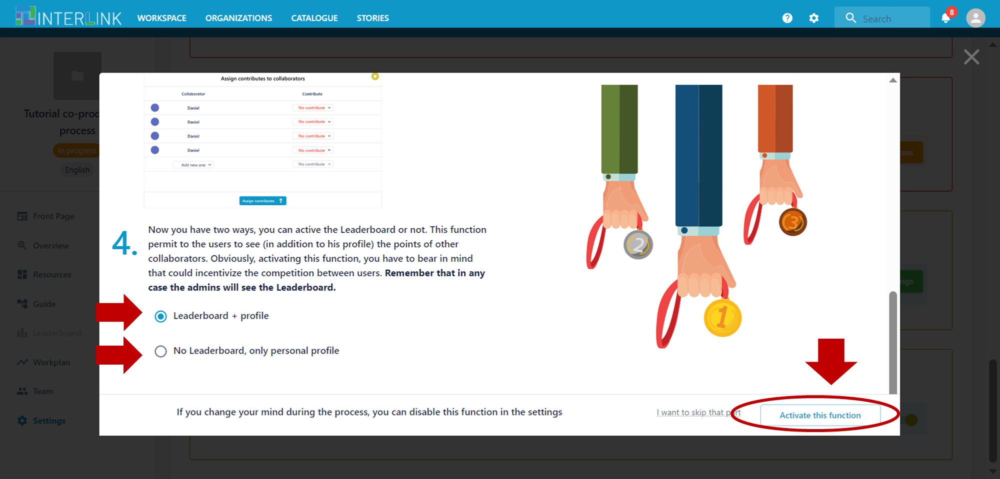 INTERLINK
WORKSPACE
ORGANIZATIONS
CATALOGUE
STORIES
Search
8
Tutorial co-prod
process
In progress
English
Front Page
Overview
Resources
Guide
Leaderboard
Workplan
Team
Settings
Assign contributes to collaborators
Collaborator Contribute
Daniel No contribute
Daniel No contribute
Daniel No contribute
Daniel No contribute
Add new one No contribute
Assign contributes
4.
Now you have two ways, you can active the Leaderboard or not. This function
permit to the users to see (in addition to his profile) the points of other
collaborators. Obviously, activating this function, you have to bear in mind
that could incentivize the competition between users. Remember that in any
case the admins will see the Leaderboard.
Leaderboard + profile
No Leaderboard, only personal profile
2
1
3
If you change your mind during the process, you can disable this function in the settings
I want to skip that part
Activate this function